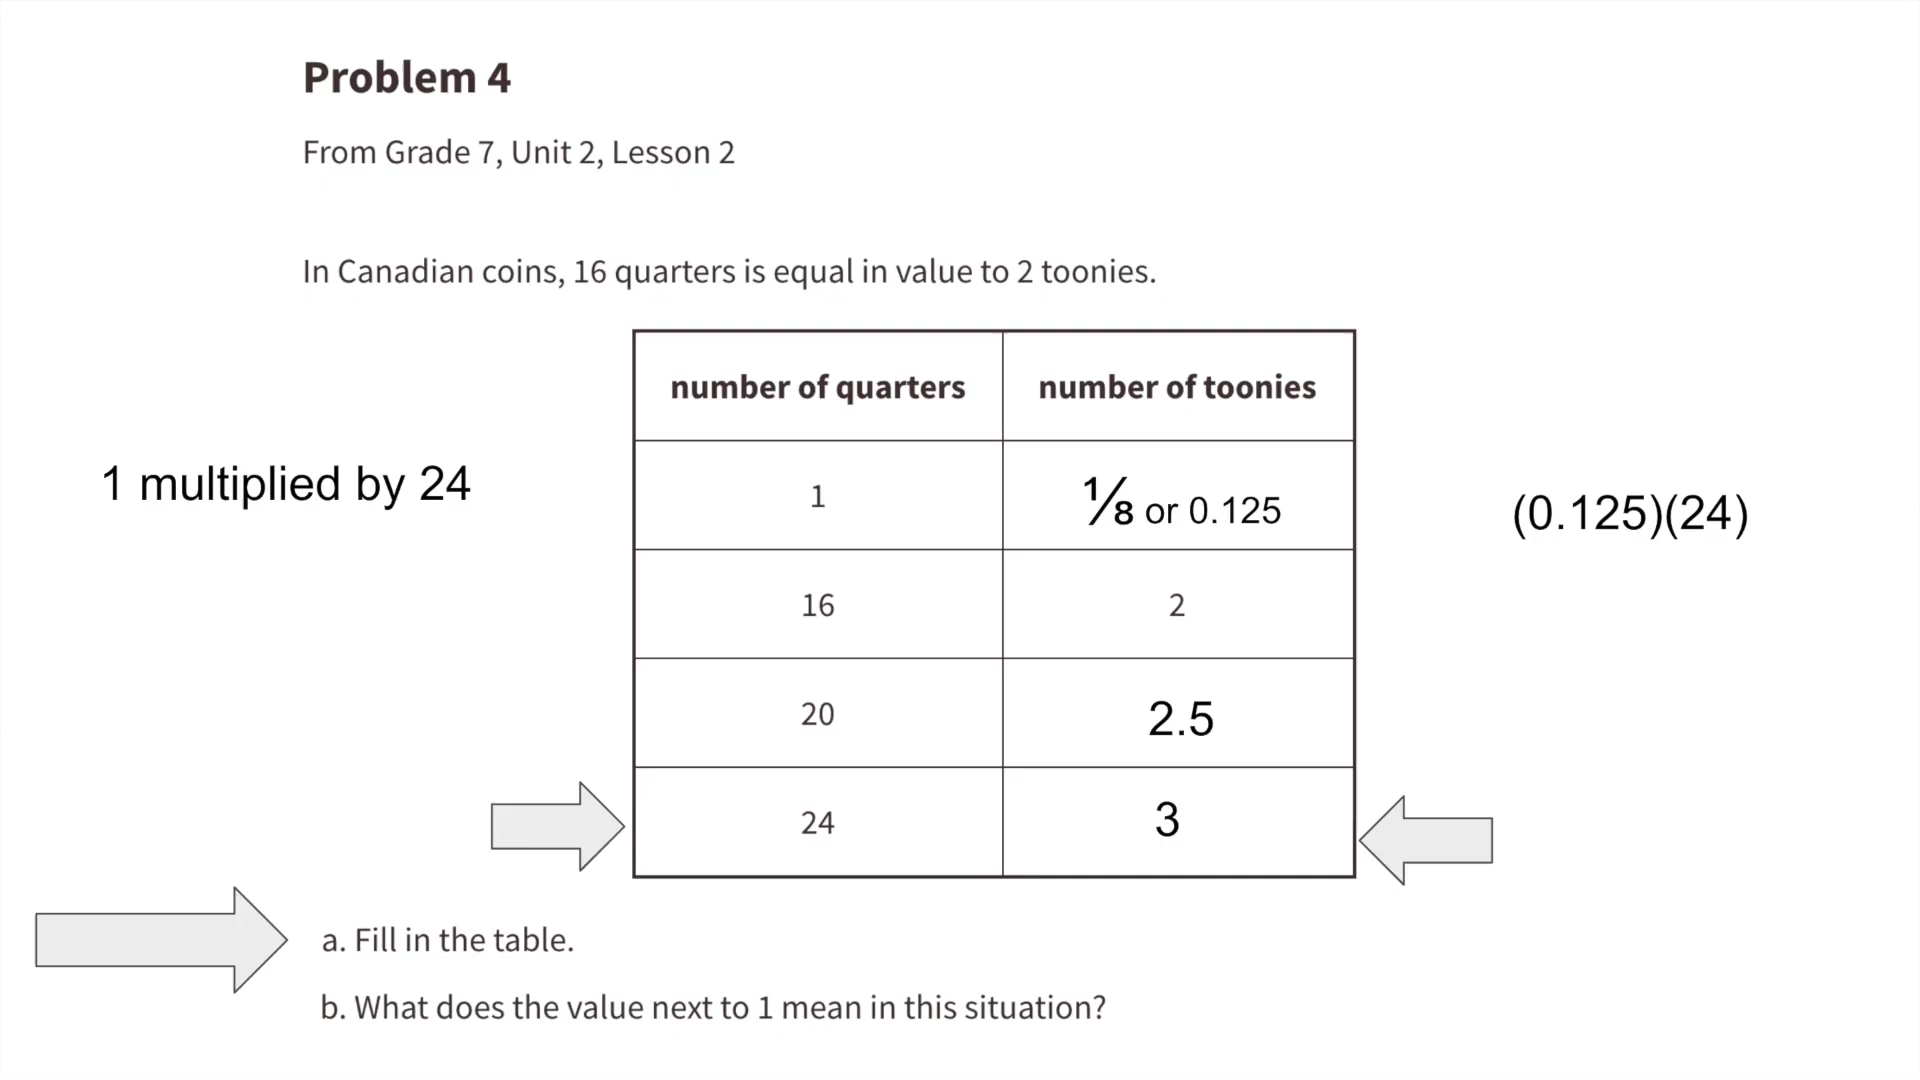 Problem 4
From Grade 7, Unit 2, Lesson 2
In Canadian coins, 16 quarters is equal in value to 2 toonies.
number of quarters number of toonies
1 multiplied by 24
1 ⅛ or 0.125
(0.125)(24)
16 2
20 2.5
24 3
a. Fill in the table.
b. What does the value next to 1 mean in this situation?